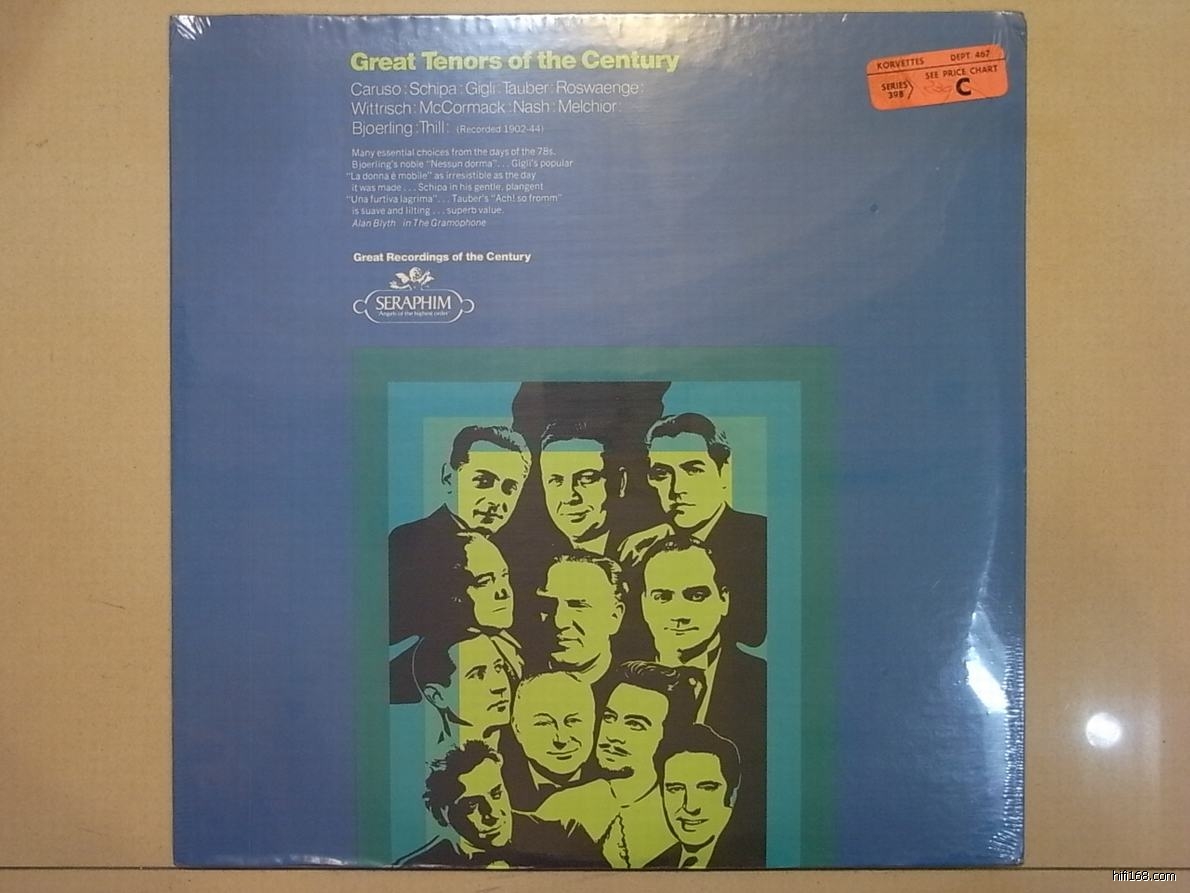 Great Tenors of the Century
Caruso : Schipa : Gigli : Tauber : Roswaenge :
Wittrisch : McCormack : Nash : Melchior :
Bjoerling : Thill : (Recorded 1902-44)
Many essential choices from the days of the 78s.
Bjoerling's noble "Nessun dorma" . . . Gigli's popular
"La donna è mobile" as irresistible as the day
it was made . . . Schipa in his gentle, plangent
"Una furtiva lagrima" . . . Tauber's "Ach! so fromm"
is suave and lilting . . . superb value.
Alan Blyth in The Gramophone
Great Recordings of the Century
SERAPHIM
"Angels of the highest order"
KORVETTES DEPT. 467
SERIES SEE PRICE CHART
398 C
hifi168.com